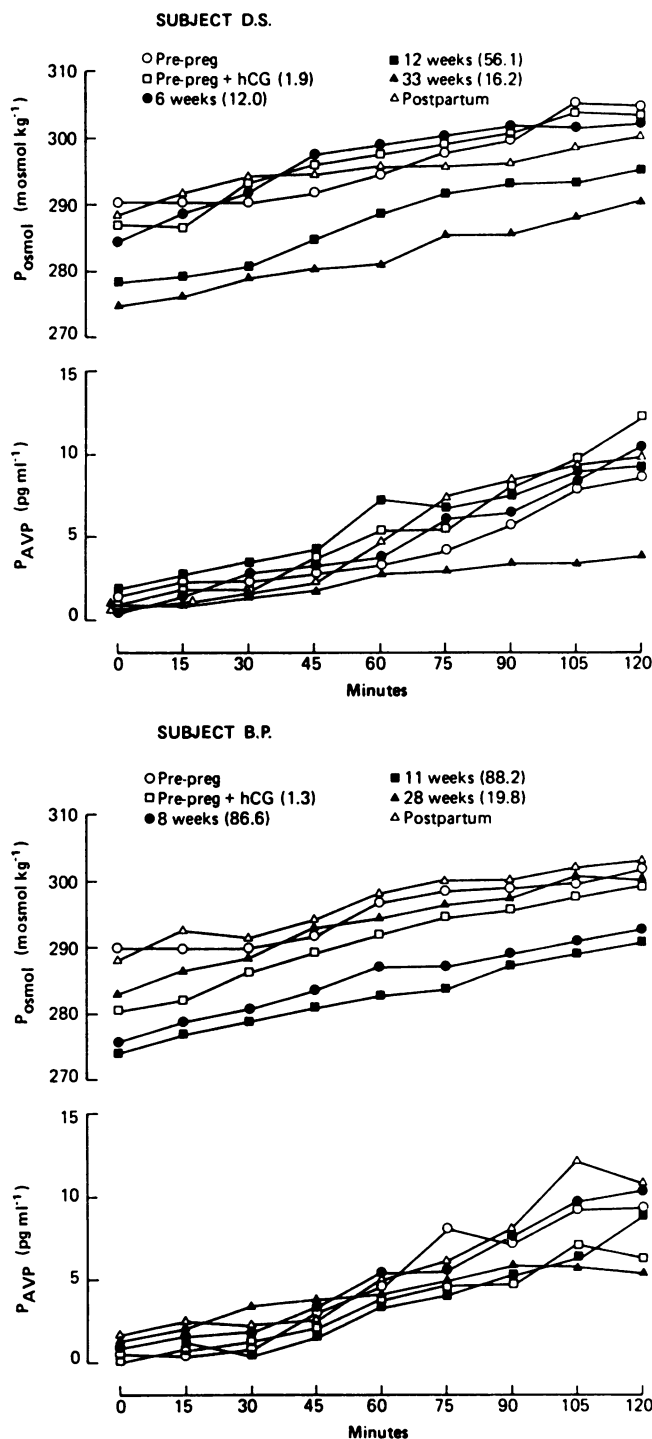 SUBJECT D.S.
○ Pre-preg
□ Pre-preg + hCG (1.9)
● 6 weeks (12.0)
■ 12 weeks (56.1)
▲ 33 weeks (16.2)
△ Postpartum
310
300
290
280
270
Posmol (mosmol kg⁻¹)
15
10
5
0
PAVP (pg ml⁻¹)
0 15 30 45 60 75 90 105 120
Minutes
SUBJECT B.P.
○ Pre-preg
□ Pre-preg + hCG (1.3)
● 8 weeks (86.6)
■ 11 weeks (88.2)
▲ 28 weeks (19.8)
△ Postpartum
310
300
290
280
270
Posmol (mosmol kg⁻¹)
15
10
5
0
PAVP (pg ml⁻¹)
0 15 30 45 60 75 90 105 120
Minutes